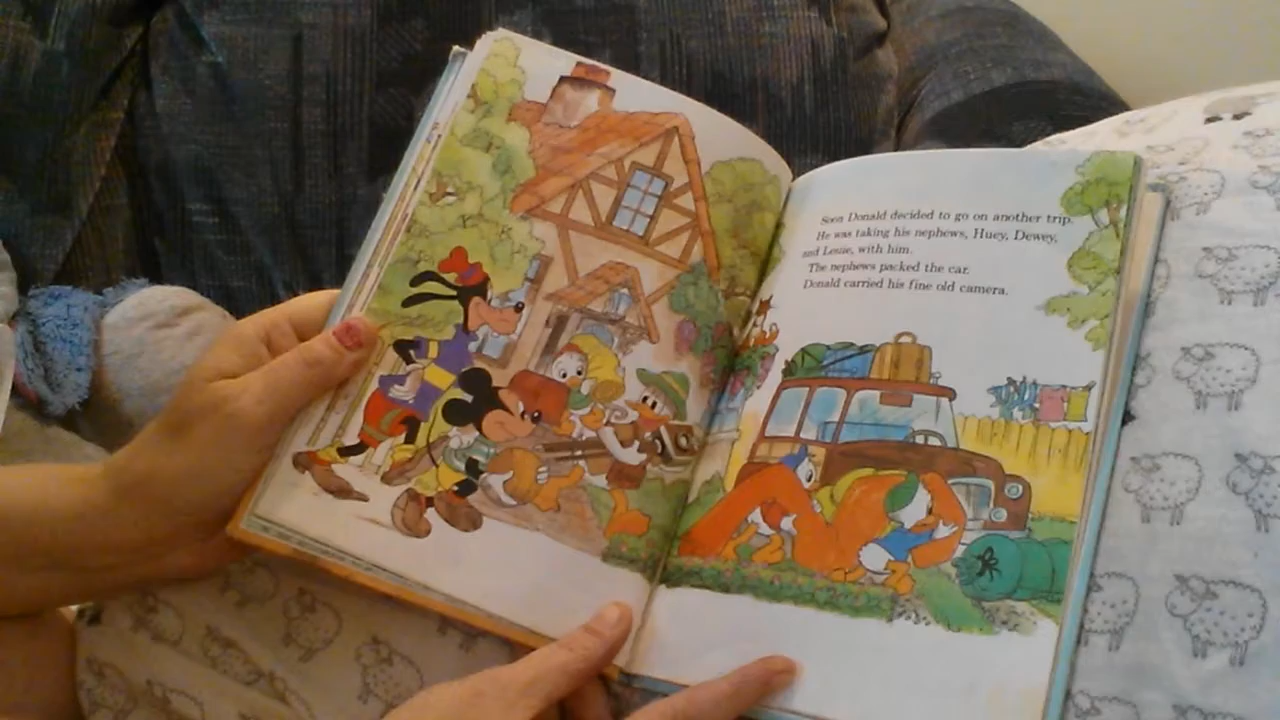 Soon Donald decided to go on another trip.
He was taking his nephews, Huey, Dewey,
and Louie, with him.
The nephews packed the car.
Donald carried his fine old camera.